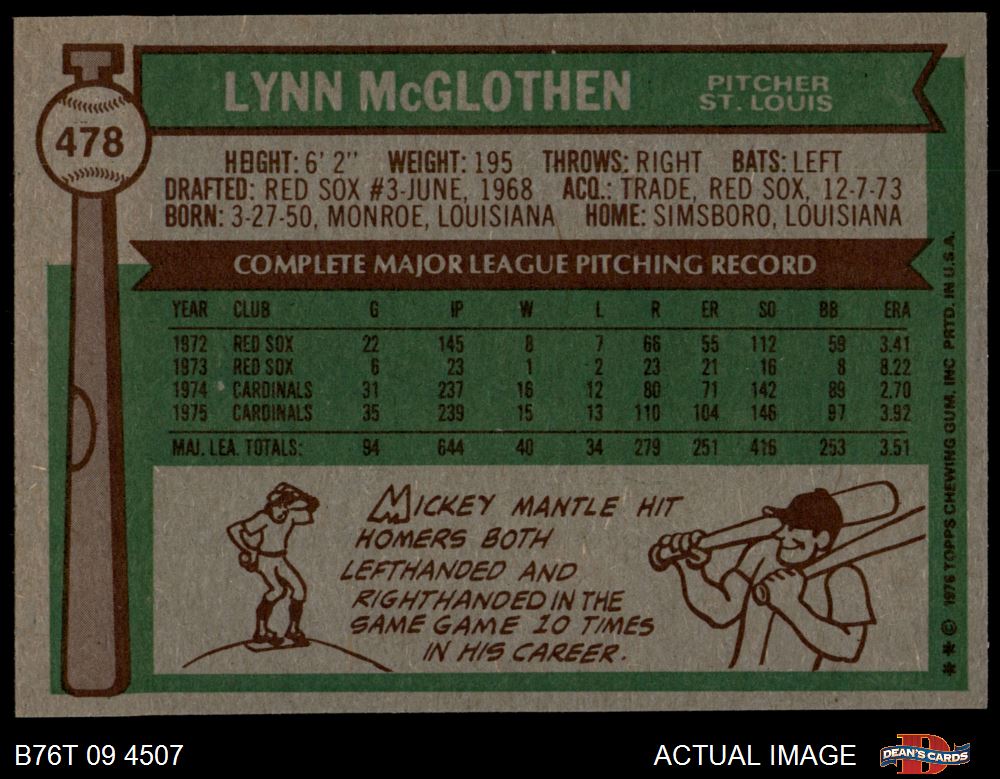 LYNN McGLOTHEN
PITCHER
ST. LOUIS
478
HEIGHT: 6' 2" WEIGHT: 195 THROWS: RIGHT BATS: LEFT
DRAFTED: RED SOX #3-JUNE, 1968 ACQ.: TRADE, RED SOX, 12-7-73
BORN: 3-27-50, MONROE, LOUISIANA HOME: SIMSBORO, LOUISIANA
COMPLETE MAJOR LEAGUE PITCHING RECORD
YEAR CLUB G IP W L R ER SO BB ERA
1972 RED SOX 22 145 8 7 66 55 112 59 3.41
1973 RED SOX 6 23 1 2 23 21 16 8 8.22
1974 CARDINALS 31 237 16 12 80 71 142 89 2.70
1975 CARDINALS 35 239 15 13 110 104 146 97 3.92
MAJ. LEA. TOTALS: 94 644 40 34 279 251 416 253 3.51
MICKEY MANTLE HIT
HOMERS BOTH
LEFTHANDED AND
RIGHTHANDED IN THE
SAME GAME 10 TIMES
IN HIS CAREER.
**© 1976 TOPPS CHEWING GUM, INC PRTD. IN U.S.A.
B76T 09 4507
ACTUAL IMAGE
DEAN'S CARDS